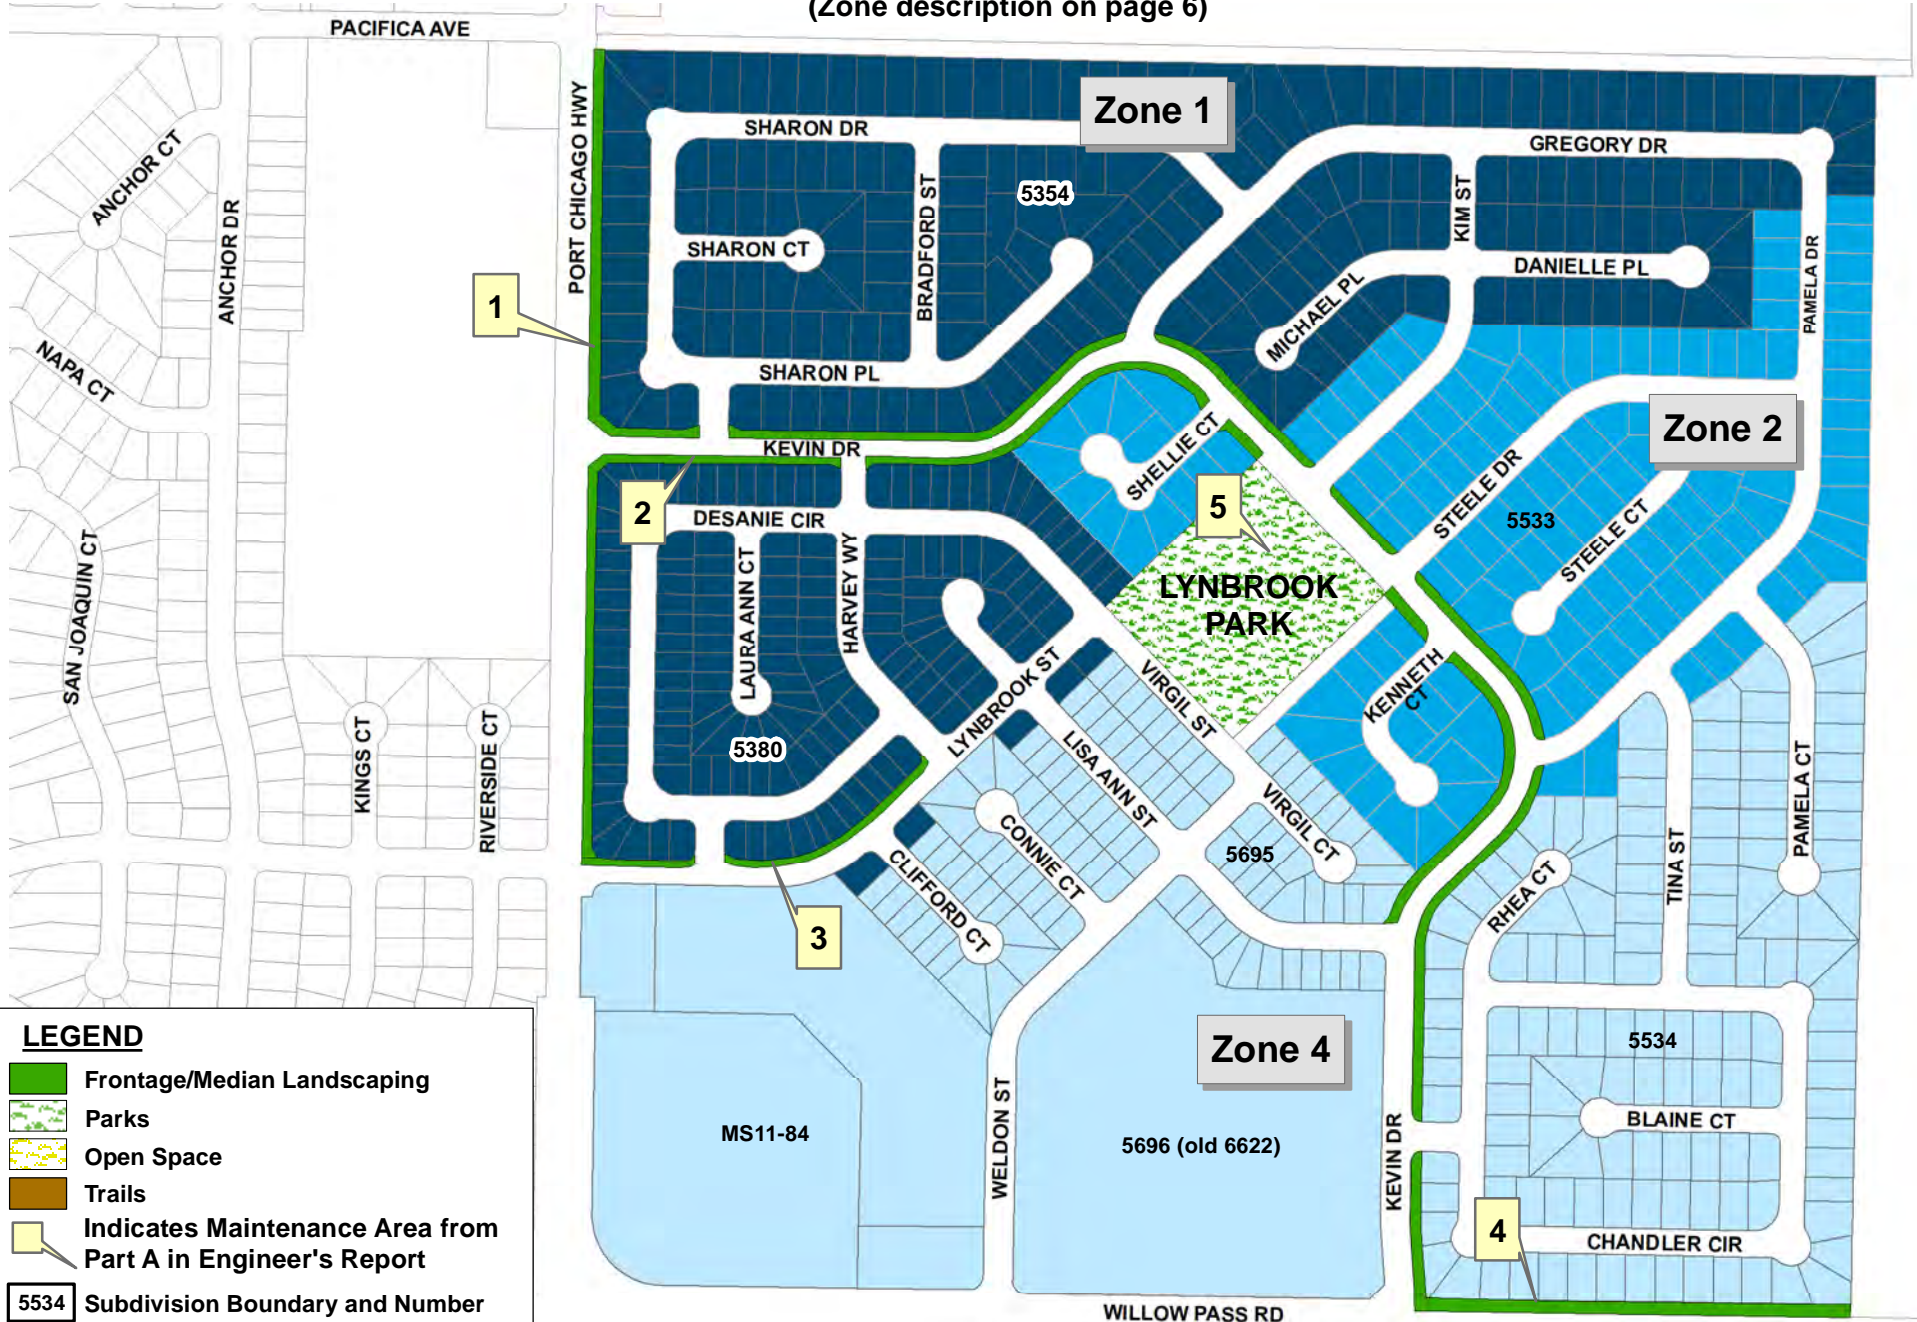 (Zone description on page 6)
PACIFICA AVE
PORT CHICAGO HWY
ANCHOR CT
ANCHOR DR
NAPA CT
SAN JOAQUIN CT
KINGS CT
RIVERSIDE CT
Zone 1
SHARON DR
GREGORY DR
5354
BRADFORD ST
KIM ST
SHARON CT
DANIELLE PL
PAMELA DR
MICHAEL PL
1
SHARON PL
Zone 2
KEVIN DR
SHELLIE CT
STEELE DR
2
5
DESANIE CIR
5533
STEELE CT
LAURA ANN CT
HARVEY WY
LYNBROOK
PARK
LYNBROOK ST
VIRGIL ST
KENNETH
CT
5380
LISA ANN ST
VIRGIL CT
PAMELA CT
CONNIE CT
5695
TINA ST
CLIFFORD CT
RHEA CT
3
Zone 4
5534
WELDON ST
MS11-84
5696 (old 6622)
KEVIN DR
BLAINE CT
4
CHANDLER CIR
WILLOW PASS RD
LEGEND
Frontage/Median Landscaping
Parks
Open Space
Trails
Indicates Maintenance Area from
Part A in Engineer's Report
5534 Subdivision Boundary and Number